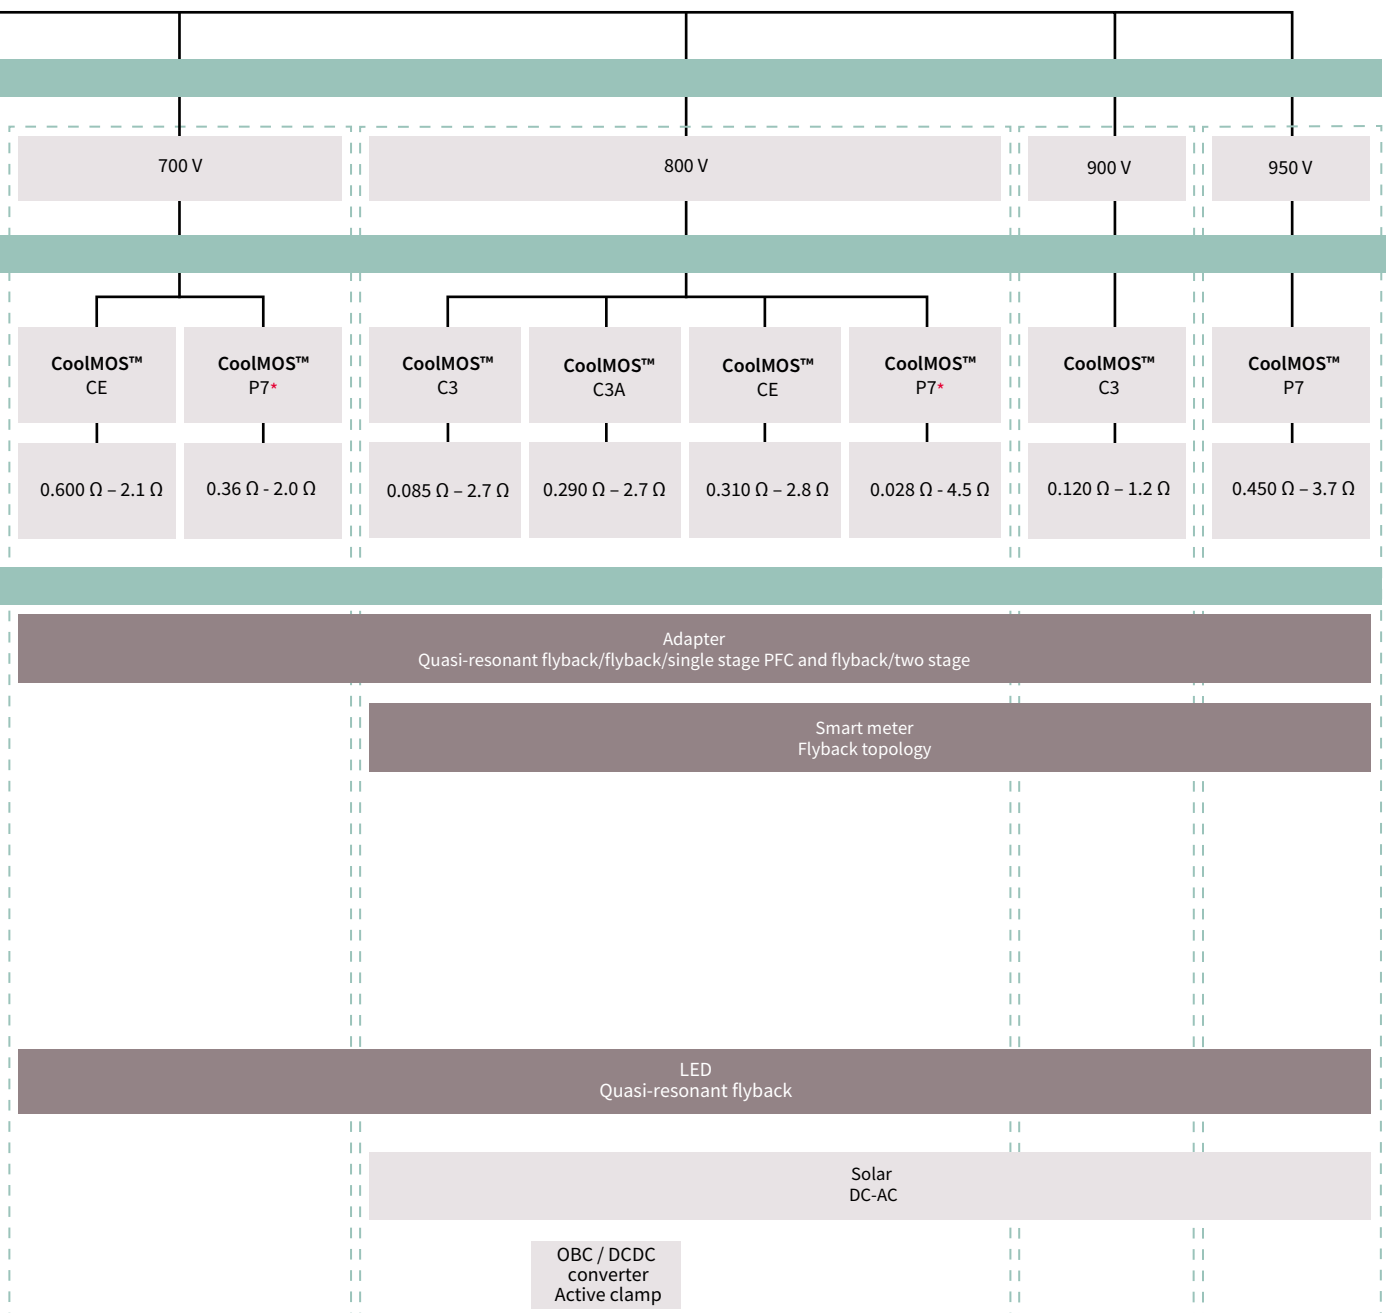 700 V
800 V
900 V
950 V
CoolMOS™
CE
CoolMOS™
P7*
CoolMOS™
C3
CoolMOS™
C3A
CoolMOS™
CE
CoolMOS™
P7*
CoolMOS™
C3
CoolMOS™
P7
0.600 Ω – 2.1 Ω
0.36 Ω - 2.0 Ω
0.085 Ω – 2.7 Ω
0.290 Ω – 2.7 Ω
0.310 Ω – 2.8 Ω
0.028 Ω - 4.5 Ω
0.120 Ω – 1.2 Ω
0.450 Ω – 3.7 Ω
Adapter
Quasi-resonant flyback/flyback/single stage PFC and flyback/two stage
Smart meter
Flyback topology
LED
Quasi-resonant flyback
Solar
DC-AC
OBC / DCDC
converter
Active clamp